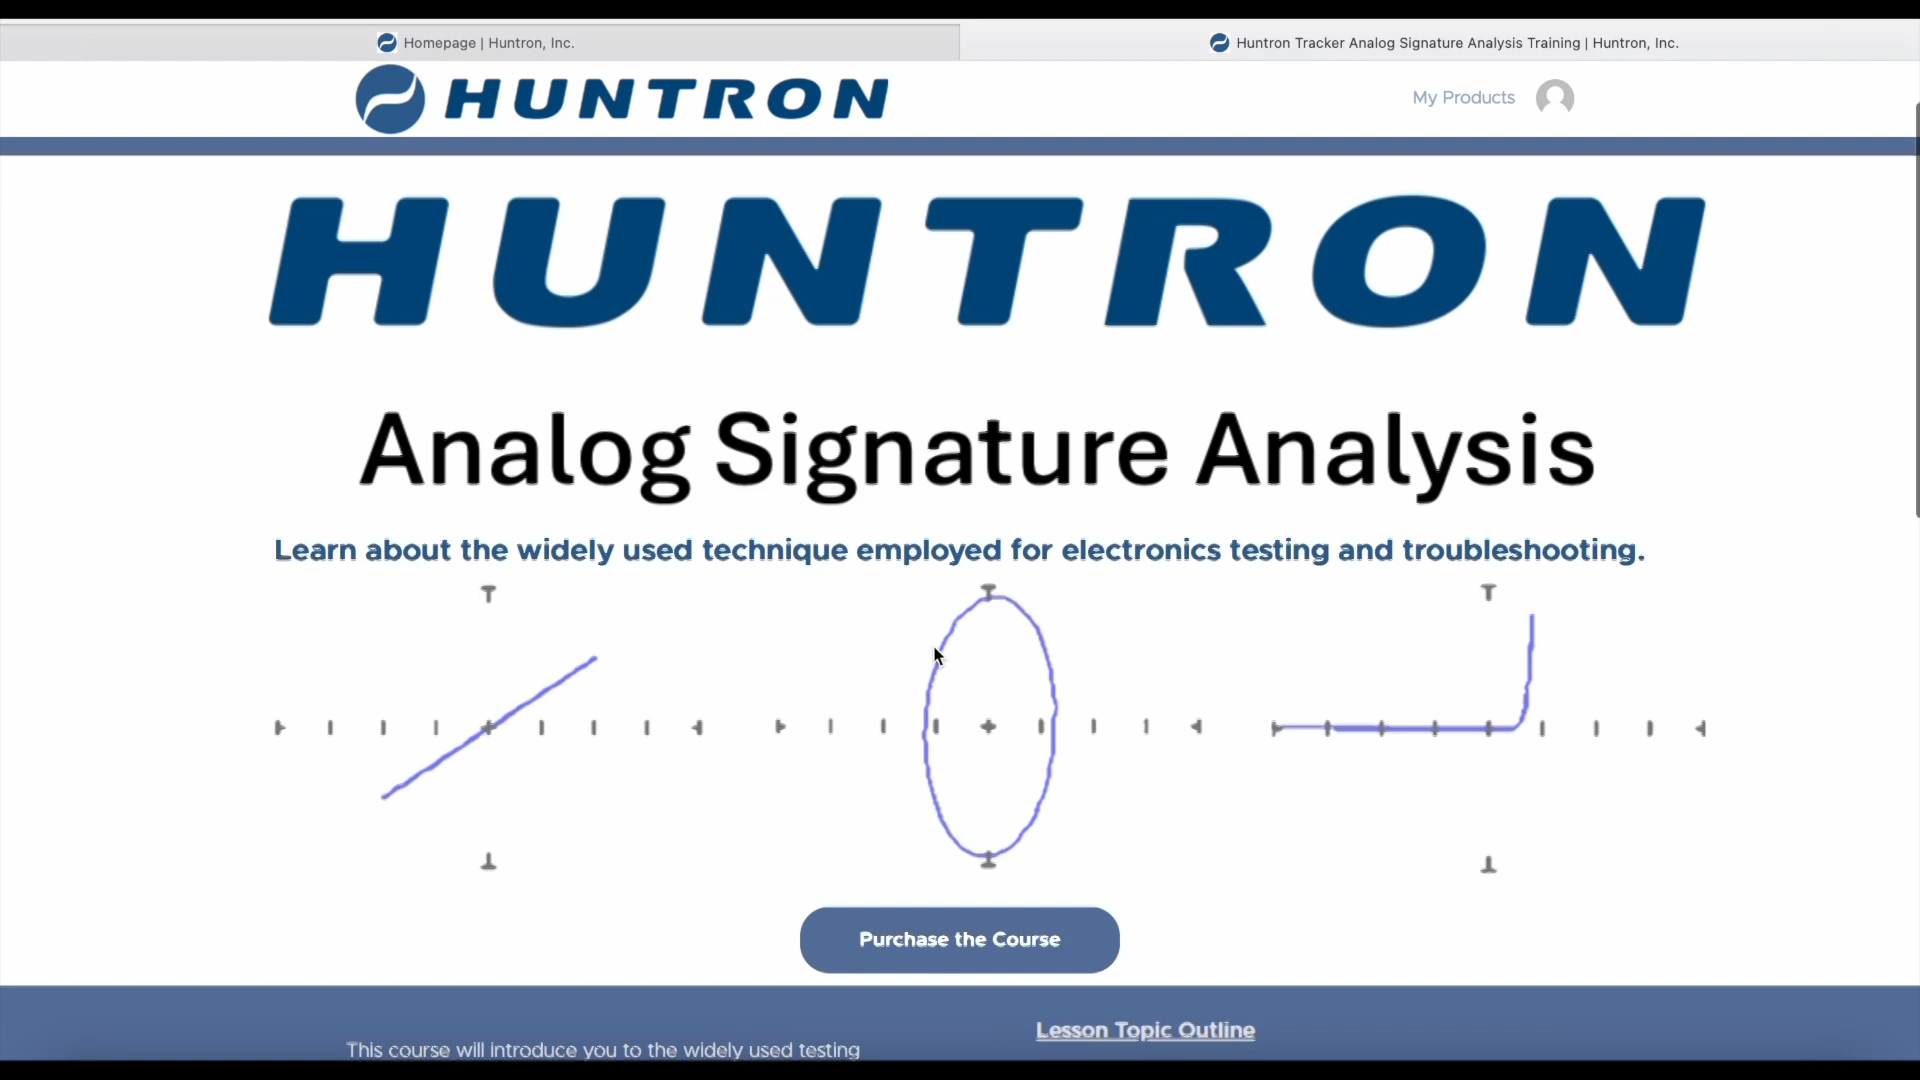 Homepage | Huntron, Inc.
Huntron Tracker Analog Signature Analysis Training | Huntron, Inc.
HUNTRON
My Products
HUNTRON
Analog Signature Analysis
Learn about the widely used technique employed for electronics testing and troubleshooting.
Purchase the Course
Lesson Topic Outline
This course will introduce you to the widely used testing